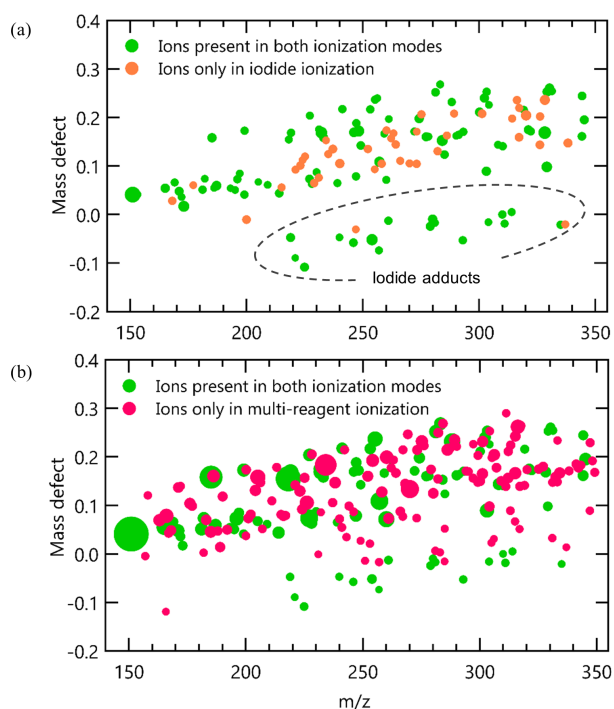 (a)
0.4
Ions present in both ionization modes
Ions only in iodide ionization
0.3
0.2
Mass defect
0.1
0.0
-0.1
Iodide adducts
-0.2
150 200 250 300 350
(b)
0.4
Ions present in both ionization modes
Ions only in multi-reagent ionization
0.3
0.2
Mass defect
0.1
0.0
-0.1
-0.2
150 200 250 300 350
m/z